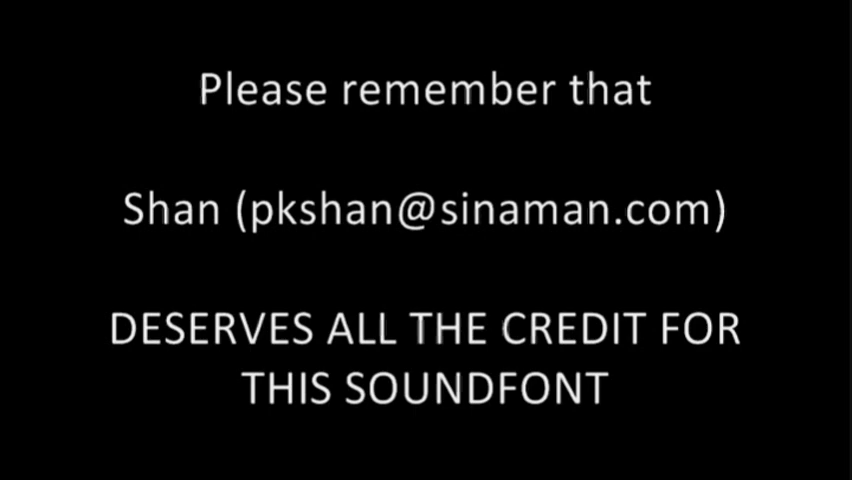 Please remember that
Shan (pkshan@sinaman.com)
DESERVES ALL THE CREDIT FOR
THIS SOUNDFONT